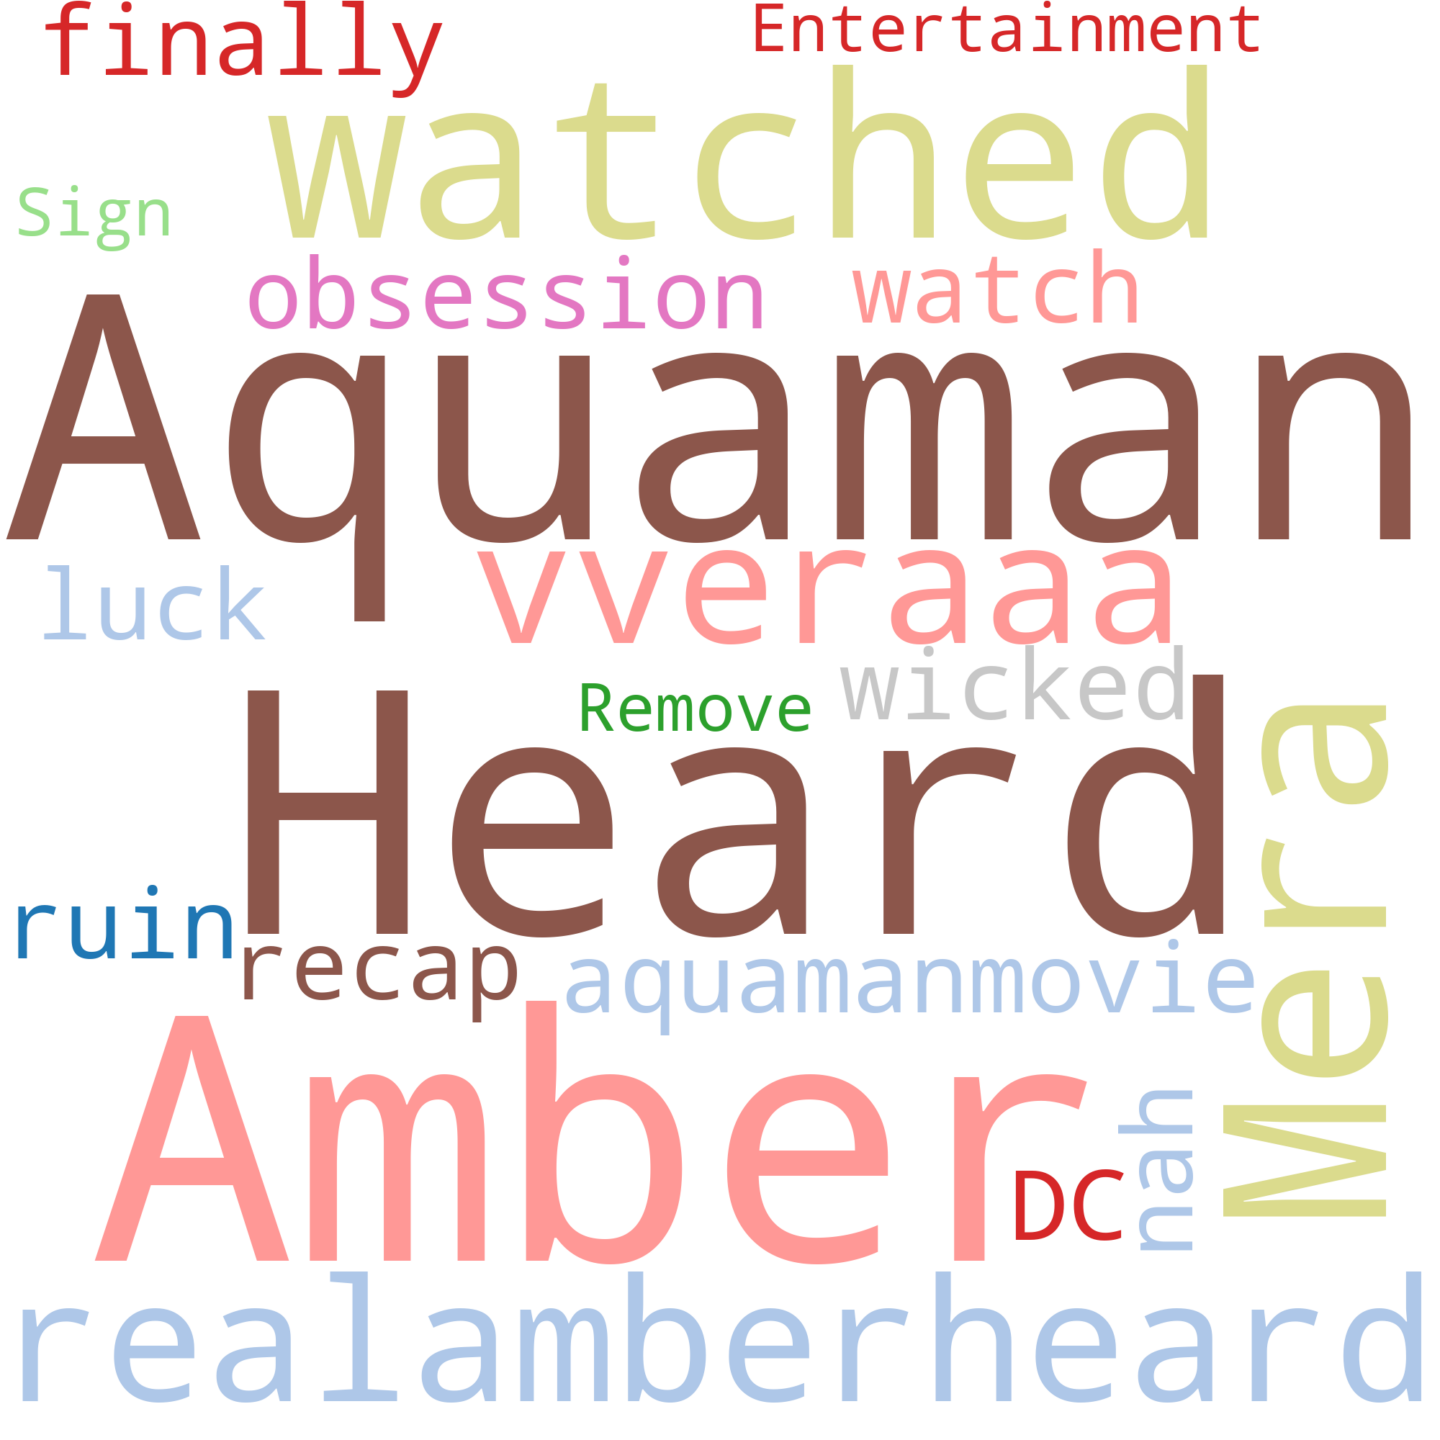 finally
Entertainment
watched
Sign
obsession
watch
Aquaman
luck
vveraaa
wicked
Remove
Heard
Mera
ruin
recap
aquamanmovie
Amber
nah
DC
realamberheard